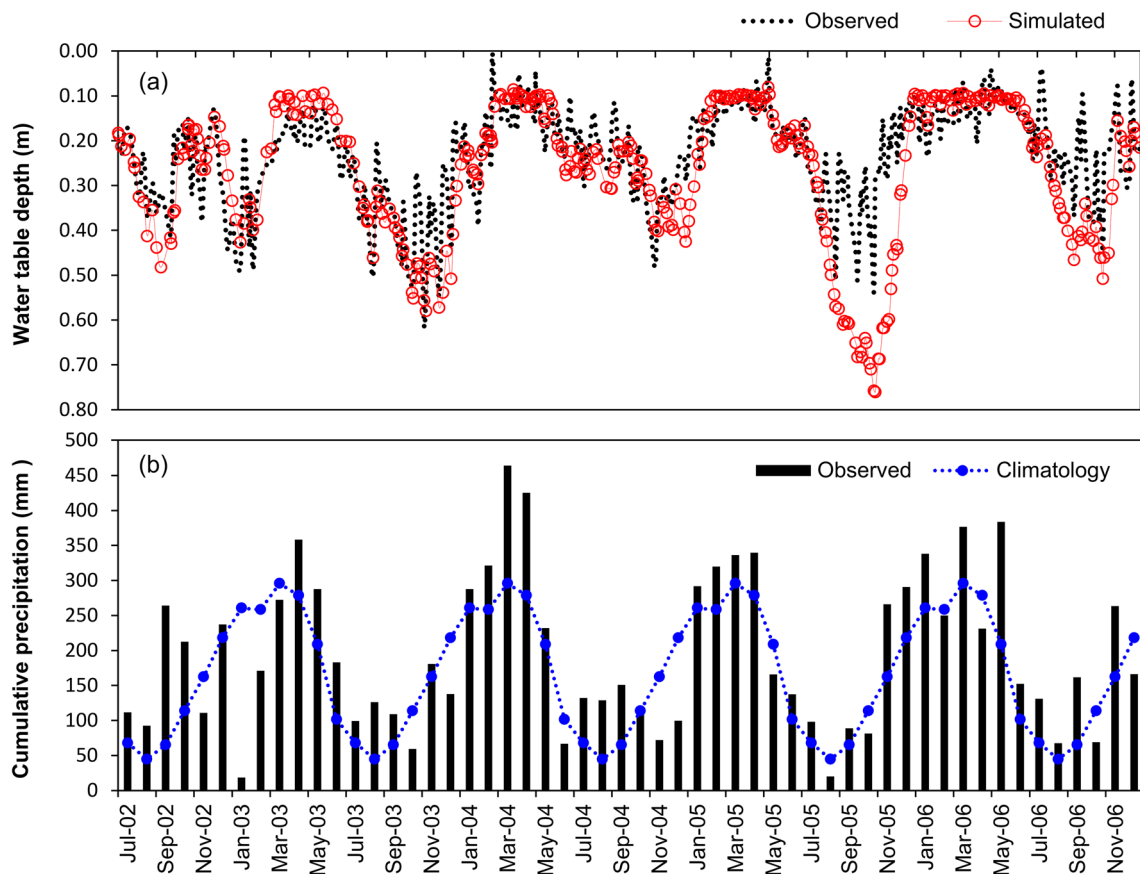 Observed Simulated
(a)
Water table depth (m)
0.00
0.10
0.20
0.30
0.40
0.50
0.60
0.70
0.80
(b)
Observed Climatology
Cumulative precipitation (mm )
500
450
400
350
300
250
200
150
100
50
0
Jul-02 Sep-02 Nov-02 Jan-03 Mar-03 May-03 Jul-03 Sep-03 Nov-03 Jan-04 Mar-04 May-04 Jul-04 Sep-04 Nov-04 Jan-05 Mar-05 May-05 Jul-05 Sep-05 Nov-05 Jan-06 Mar-06 May-06 Jul-06 Sep-06 Nov-06